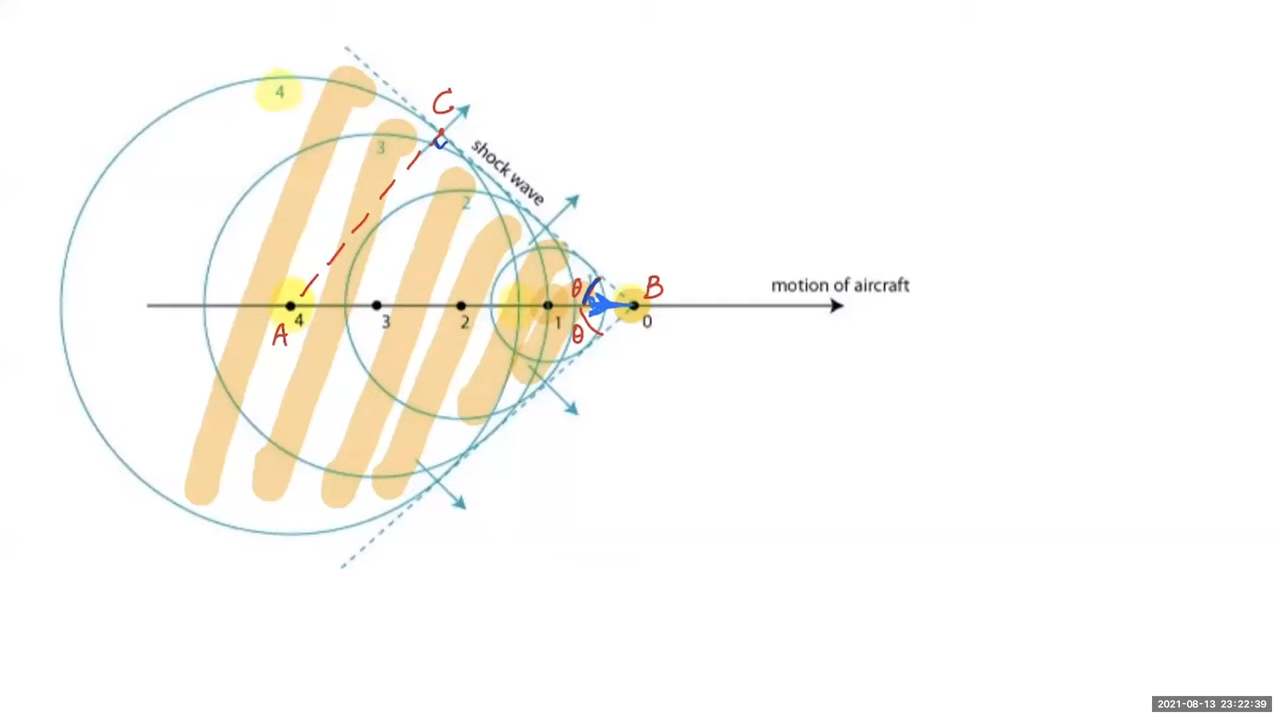 4
C
3
shock wave
2
1
θ
B
motion of aircraft
4
3
2
1
0
A
θ
2021-08-13 23:22:39